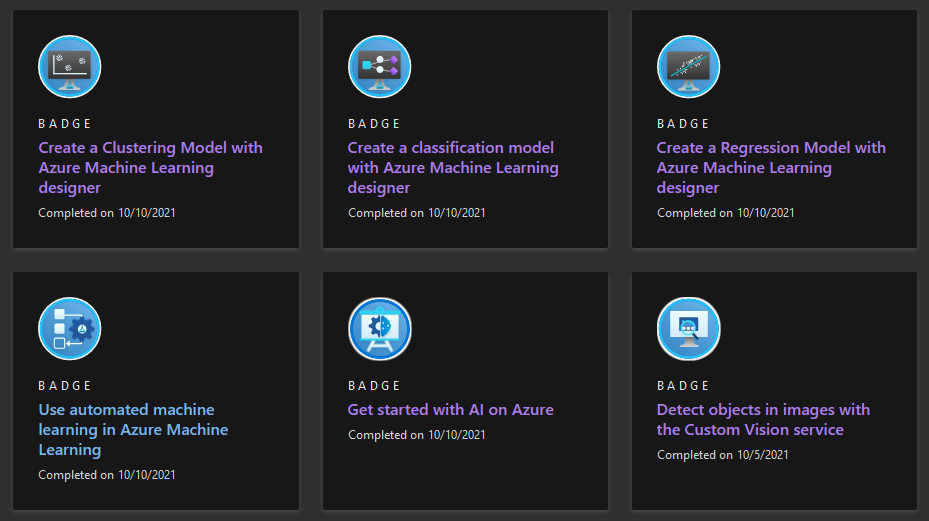 BADGE
Create a Clustering Model with
Azure Machine Learning
designer
Completed on 10/10/2021
BADGE
Create a classification model
with Azure Machine Learning
designer
Completed on 10/10/2021
BADGE
Create a Regression Model with
Azure Machine Learning
designer
Completed on 10/10/2021
BADGE
Use automated machine
learning in Azure Machine
Learning
Completed on 10/10/2021
BADGE
Get started with AI on Azure
Completed on 10/10/2021
BADGE
Detect objects in images with
the Custom Vision service
Completed on 10/5/2021